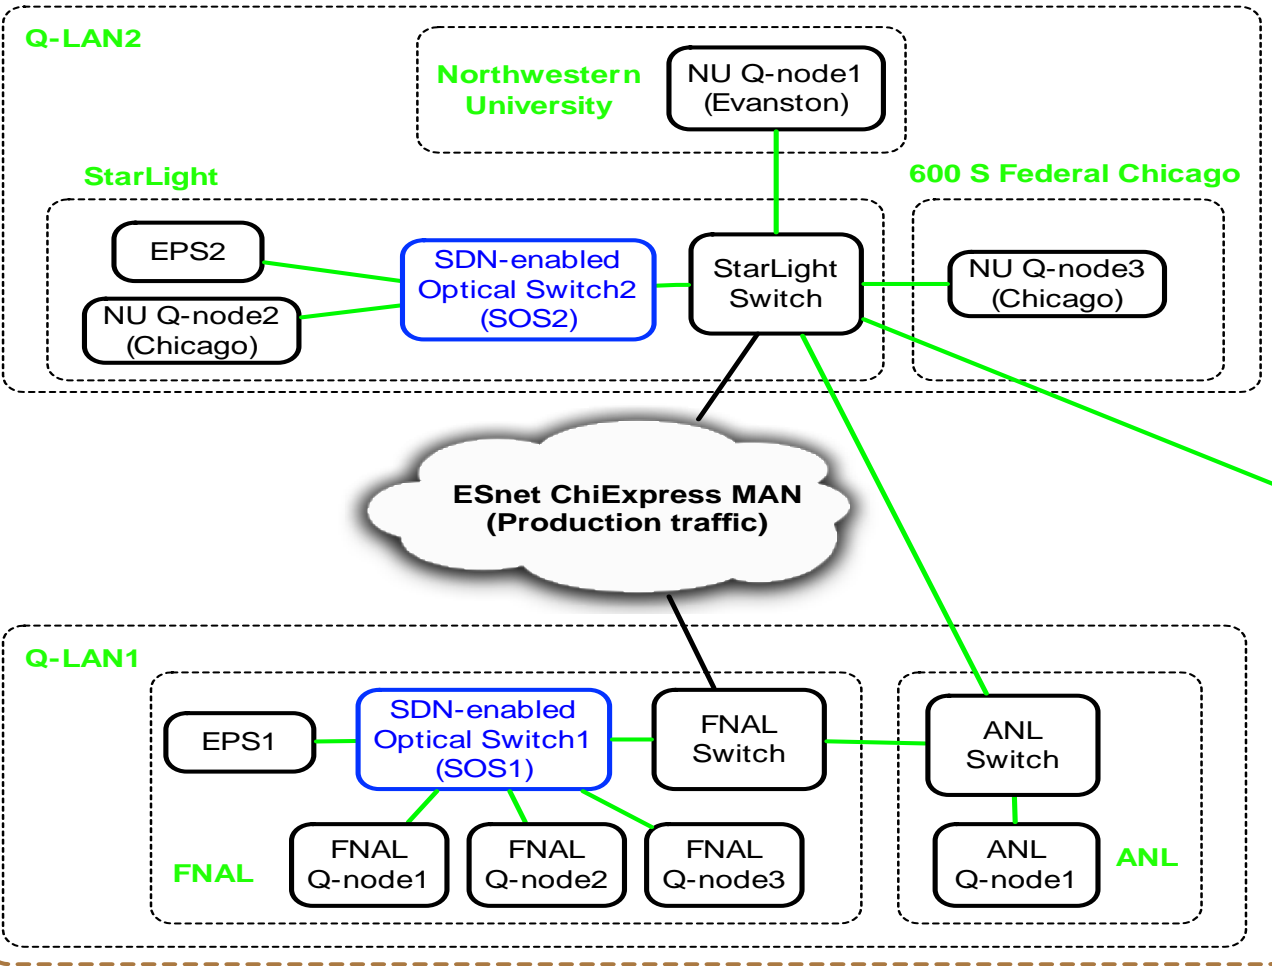 Q-LAN2
Northwestern
University
NU Q-node1
(Evanston)
StarLight
600 S Federal Chicago
EPS2
NU Q-node2
(Chicago)
SDN-enabled
Optical Switch2
(SOS2)
StarLight
Switch
NU Q-node3
(Chicago)
ESnet ChiExpress MAN
(Production traffic)
Q-LAN1
EPS1
SDN-enabled
Optical Switch1
(SOS1)
FNAL
Switch
ANL
Switch
FNAL
FNAL
Q-node1
FNAL
Q-node2
FNAL
Q-node3
ANL
Q-node1
ANL